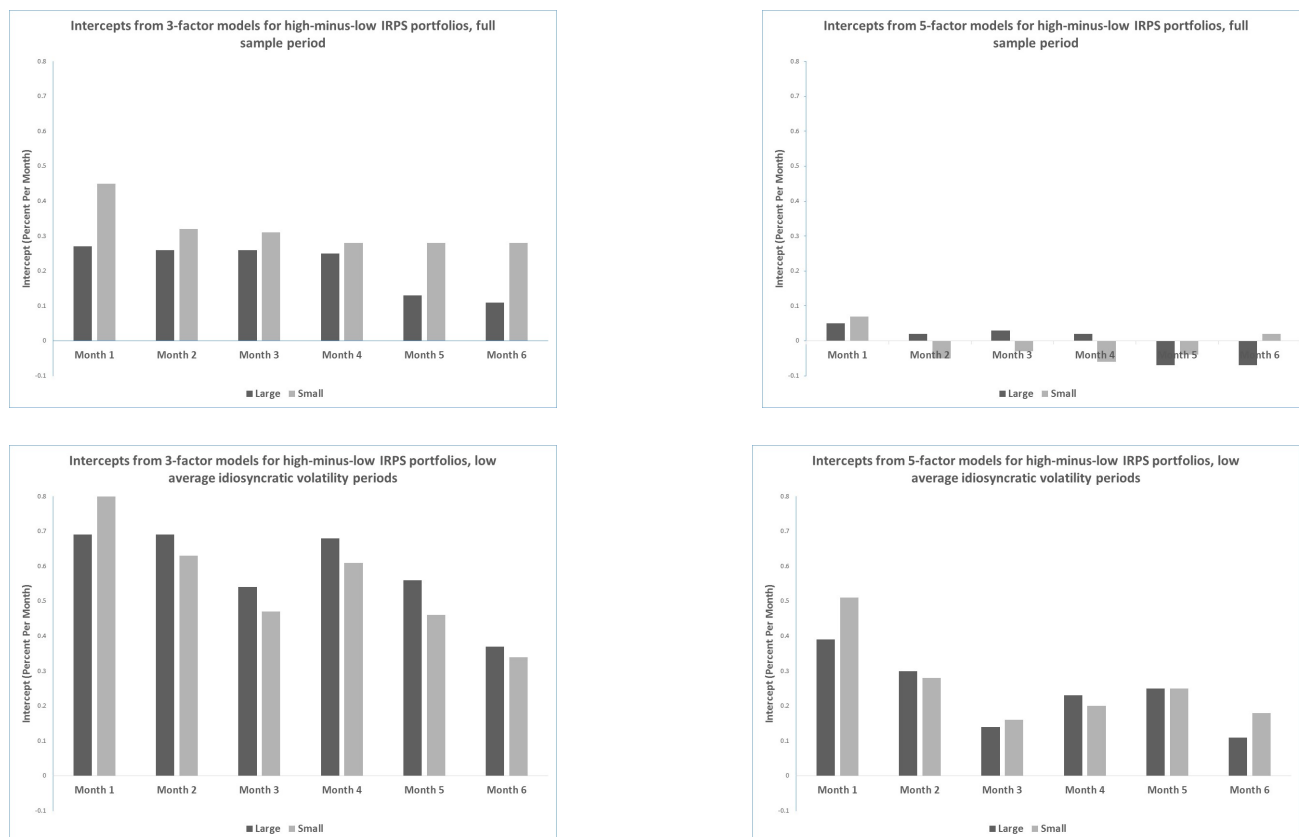 Intercepts from 3-factor models for high-minus-low IRPS portfolios, full
sample period
Intercept (Percent Per Month)
0.8
0.7
0.6
0.5
0.4
0.3
0.2
0.1
0
-0.1
Month 1 Month 2 Month 3 Month 4 Month 5 Month 6
Large Small
Intercepts from 5-factor models for high-minus-low IRPS portfolios, full
sample period
Intercept (Percent Per Month)
0.8
0.7
0.6
0.5
0.4
0.3
0.2
0.1
0
-0.1
Month 1 Month 2 Month 3 Month 4 Month 5 Month 6
Large Small
Intercepts from 3-factor models for high-minus-low IRPS portfolios, low
average idiosyncratic volatility periods
Intercept (Percent Per Month)
0.8
0.7
0.6
0.5
0.4
0.3
0.2
0.1
0
-0.1
Month 1 Month 2 Month 3 Month 4 Month 5 Month 6
Large Small
Intercepts from 5-factor models for high-minus-low IRPS portfolios, low
average idiosyncratic volatility periods
Intercept (Percent Per Month)
0.8
0.7
0.6
0.5
0.4
0.3
0.2
0.1
0
-0.1
Month 1 Month 2 Month 3 Month 4 Month 5 Month 6
Large Small